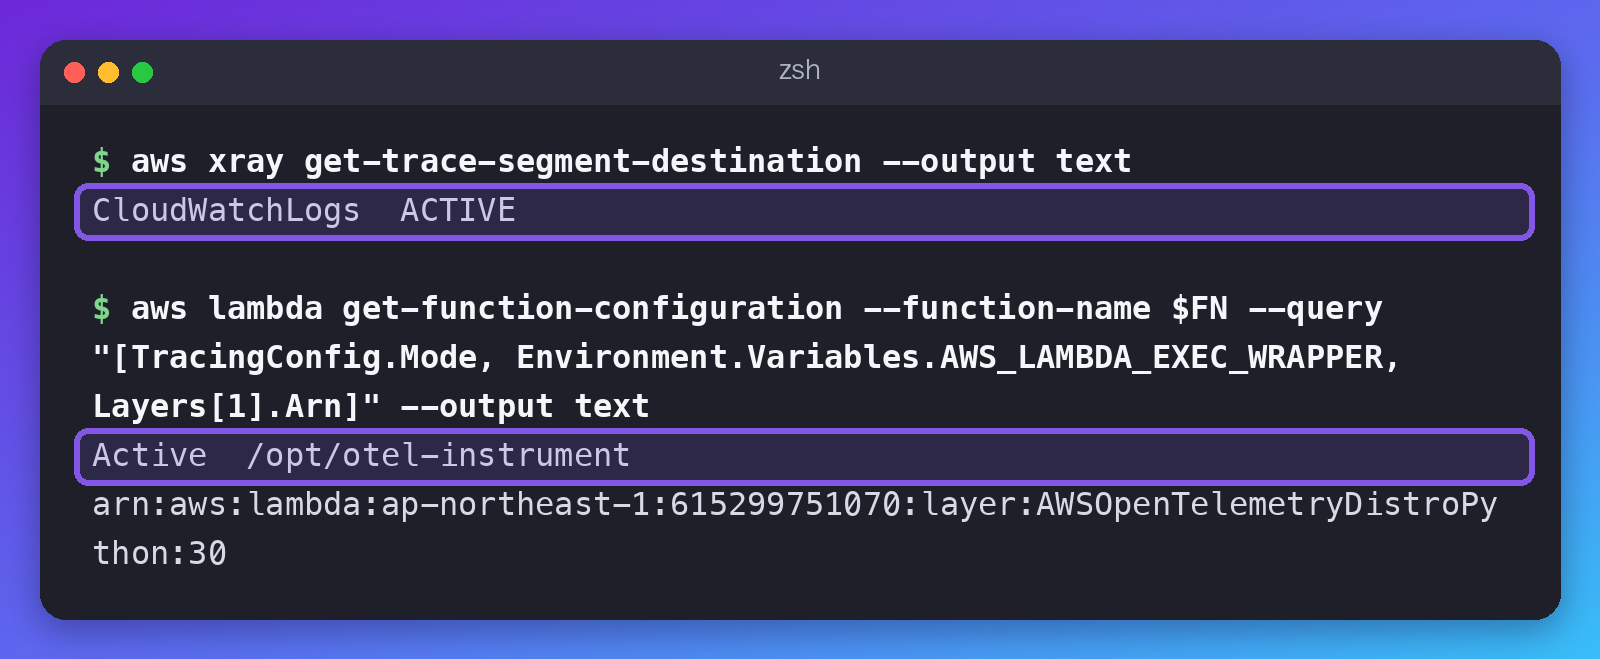 zsh
$ aws xray get-trace-segment-destination --output text
CloudWatchLogs  ACTIVE
$ aws lambda get-function-configuration --function-name $FN --query
"[TracingConfig.Mode, Environment.Variables.AWS_LAMBDA_EXEC_WRAPPER,
Layers[1].Arn]" --output text
Active  /opt/otel-instrument
arn:aws:lambda:ap-northeast-1:615299751070:layer:AWSOpenTelemetryDistroPy
thon:30